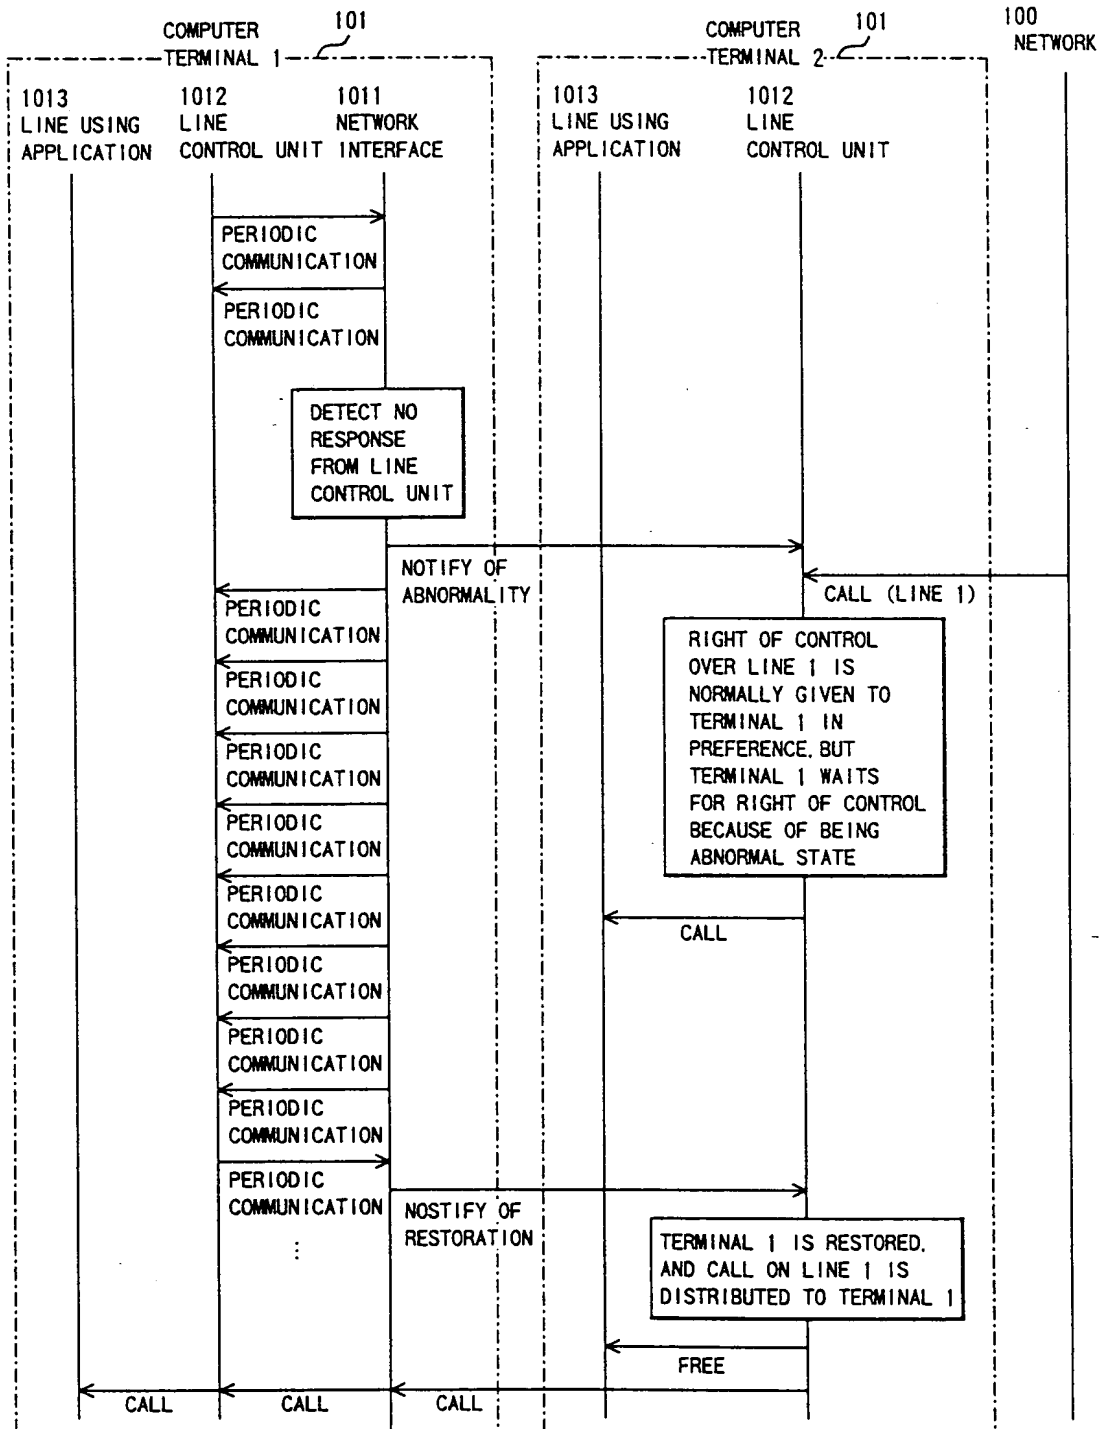 COMPUTER
TERMINAL 1
101
COMPUTER
TERMINAL 2
101
100
NETWORK
1013
LINE USING
APPLICATION
1012
LINE
CONTROL UNIT
1011
NETWORK
INTERFACE
1013
LINE USING
APPLICATION
1012
LINE
CONTROL UNIT
PERIODIC
COMMUNICATION
PERIODIC
COMMUNICATION
DETECT NO
RESPONSE
FROM LINE
CONTROL UNIT
NOTIFY OF
ABNORMALITY
CALL (LINE 1)
PERIODIC
COMMUNICATION
PERIODIC
COMMUNICATION
PERIODIC
COMMUNICATION
PERIODIC
COMMUNICATION
PERIODIC
COMMUNICATION
PERIODIC
COMMUNICATION
PERIODIC
COMMUNICATION
PERIODIC
COMMUNICATION
RIGHT OF CONTROL
OVER LINE 1 IS
NORMALLY GIVEN TO
TERMINAL 1 IN
PREFERENCE, BUT
TERMINAL 1 WAITS
FOR RIGHT OF CONTROL
BECAUSE OF BEING
ABNORMAL STATE
CALL
PERIODIC
COMMUNICATION
⋮
NOSTIFY OF
RESTORATION
TERMINAL 1 IS RESTORED,
AND CALL ON LINE 1 IS
DISTRIBUTED TO TERMINAL 1
FREE
CALL
CALL
CALL